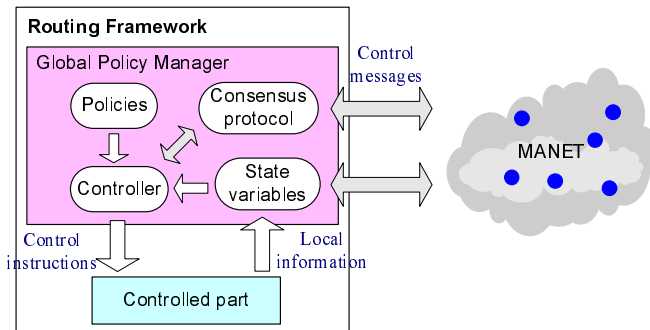 Routing Framework
Global Policy Manager
Control
messages
Policies
Consensus
protocol
MANET
Controller
State
variables
Control
instructions
Local
information
Controlled part